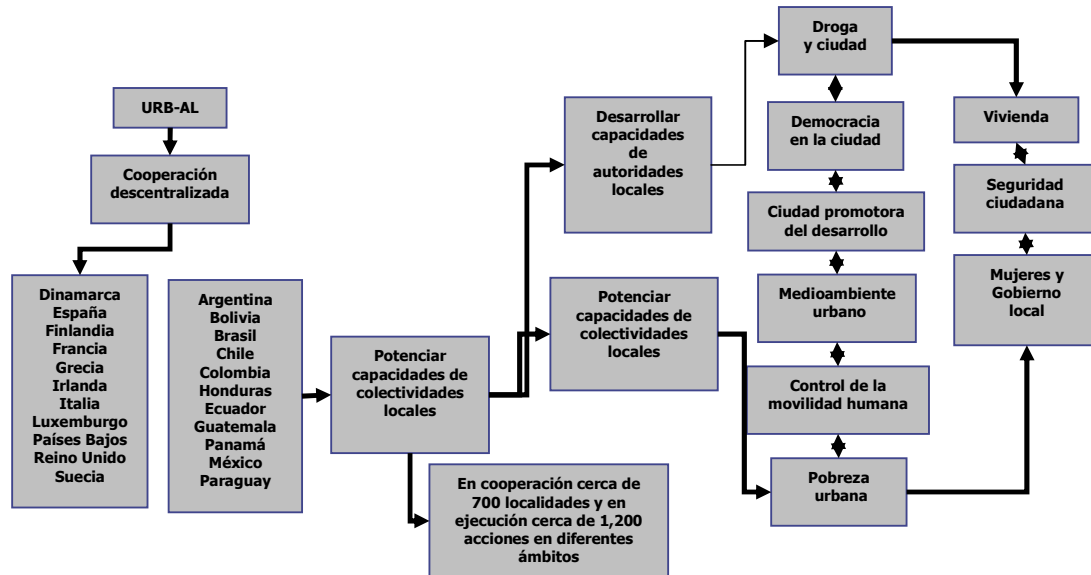 URB-AL
Cooperación
descentralizada
Dinamarca
España
Finlandia
Francia
Grecia
Irlanda
Italia
Luxemburgo
Países Bajos
Reino Unido
Suecia
Argentina
Bolivia
Brasil
Chile
Colombia
Honduras
Ecuador
Guatemala
Panamá
México
Paraguay
Potenciar
capacidades de
colectividades
locales
En cooperación cerca de
700 localidades y en
ejecución cerca de 1,200
acciones en diferentes
ámbitos
Desarrollar
capacidades
de
autoridades
locales
Potenciar
capacidades de
colectividades
locales
Droga
y ciudad
Democracia
en la ciudad
Ciudad promotora
del desarrollo
Medioambiente
urbano
Control de la
movilidad humana
Pobreza
urbana
Vivienda
Seguridad
ciudadana
Mujeres y
Gobierno
local